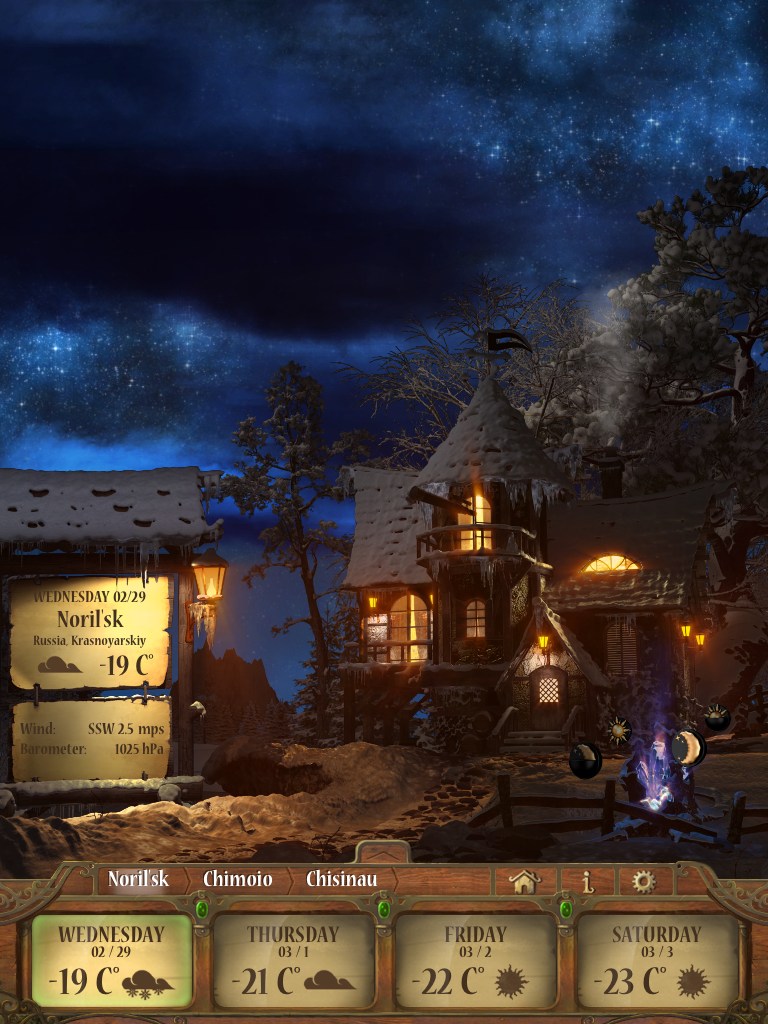 WEDNESDAY 02/29
Noril'sk
Russia, Krasnoyarskiy
-19 C°
Wind: SSW 2.5 mps
Barometer: 1025 hPa
Noril'sk Chimoio Chisinau
WEDNESDAY
02 / 29
-19 C°
THURSDAY
03 / 1
-21 C°
FRIDAY
03 / 2
-22 C°
SATURDAY
03 / 3
-23 C°